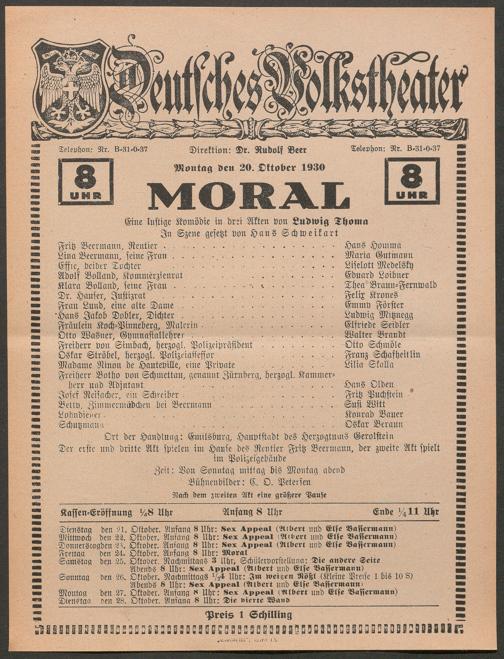 Deutsches Volkstheater
Telephon: Nr. B-31-0-37 Direktion: Dr. Rudolf Beer Telephon: Nr. B-31-0-37
Montag den 20. Oktober 1930
8 UHR MORAL 8 UHR
Eine lustige Komödie in drei Akten von Ludwig Thoma
In Szene gesetzt von Hans Schweikart
Fritz Beermann, Rentier Hans Homma
Lina Beermann, seine Frau Maria Gutmann
Effie, beider Tochter Liselott Medelsky
Adolf Bolland, Kommerzienrat Eduard Loibner
Klara Bolland, seine Frau Thea Braun-Fernwald
Dr. Hauser, Justizrat Felix Krones
Frau Lund, eine alte Dame Emmy Förster
Hans Jakob Dobler, Dichter Ludwig
Fräulein Koch-Pinneberg, Malerin Elfriede Seidler
Otto Wasner, Gymnasiallehrer Walter Brandt
Freiherr von Simbach, herzogl. Polizeipräsident Otto Schmöle
Oskar Ströbel, herzogl. Polizeiassessor Franz Schafheitlin
Madame Ninon de Hauteville, eine Private Lilia Skalla
Freiherr Botho von Schmettau, genannt Zürnberg, herzogl. Kammer-
herr und Adjutant Hans Olden
Josef Reisacher, ein Schreiber Fritz Puchstein
Betty, Zimmermädchen bei Beermann Susi Witt
Lohndiener Konrad Bauer
Schutzmann Oskar Beraun
Ort der Handlung: Emilsburg, Hauptstadt des Herzogtums Gerolstein
Der erste und dritte Akt spielen im Hause des Rentier Fritz Beermann, der zweite Akt spielt
im Polizeigebäude
Zeit: Von Sonntag mittag bis Montag abend
Bühnenbilder: C. O. Petersen
Nach dem zweiten Akt eine größere Pause
Kassen-Eröffnung ½8 Uhr Anfang 8 Uhr Ende ¼11 Uhr
Dienstag den 21. Oktober. Anfang 8 Uhr: Sex Appeal (Albert und Else Bassermann)
Mittwoch den 22. Oktober. Anfang 8 Uhr: Sex Appeal (Albert und Else Bassermann)
Donnerstag den 23. Oktober. Anfang 8 Uhr: Sex Appeal (Albert und Else Bassermann)
Freitag den 24. Oktober. Anfang 8 Uhr: Moral
Samstag den 25. Oktober. Nachmittags 3 Uhr, Schülervorstellung: Die andere Seite
Abends 8 Uhr: Sex Appeal (Albert und Else Bassermann)
Sonntag den 26. Oktober. Nachmittags Uhr: Im weißen Rößl (Kleine Preise 1 bis 10 S)
Abends 8 Uhr: Sex Appeal (Albert und Else Bassermann)
Montag den 27. Oktober. Anfang 8 Uhr: Sex Appeal (Albert und Else Bassermann)
Dienstag den 28. Oktober. Anfang 8 Uhr: Die vierte Wand
Preis 1 Schilling